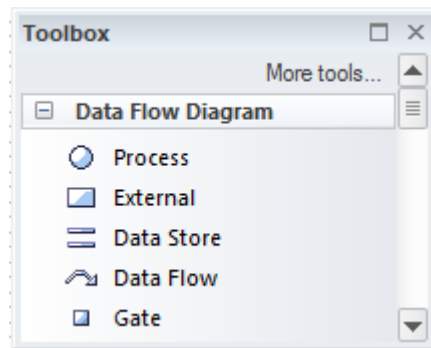 Toolbox
More tools...
Data Flow Diagram
Process
External
Data Store
Data Flow
Gate